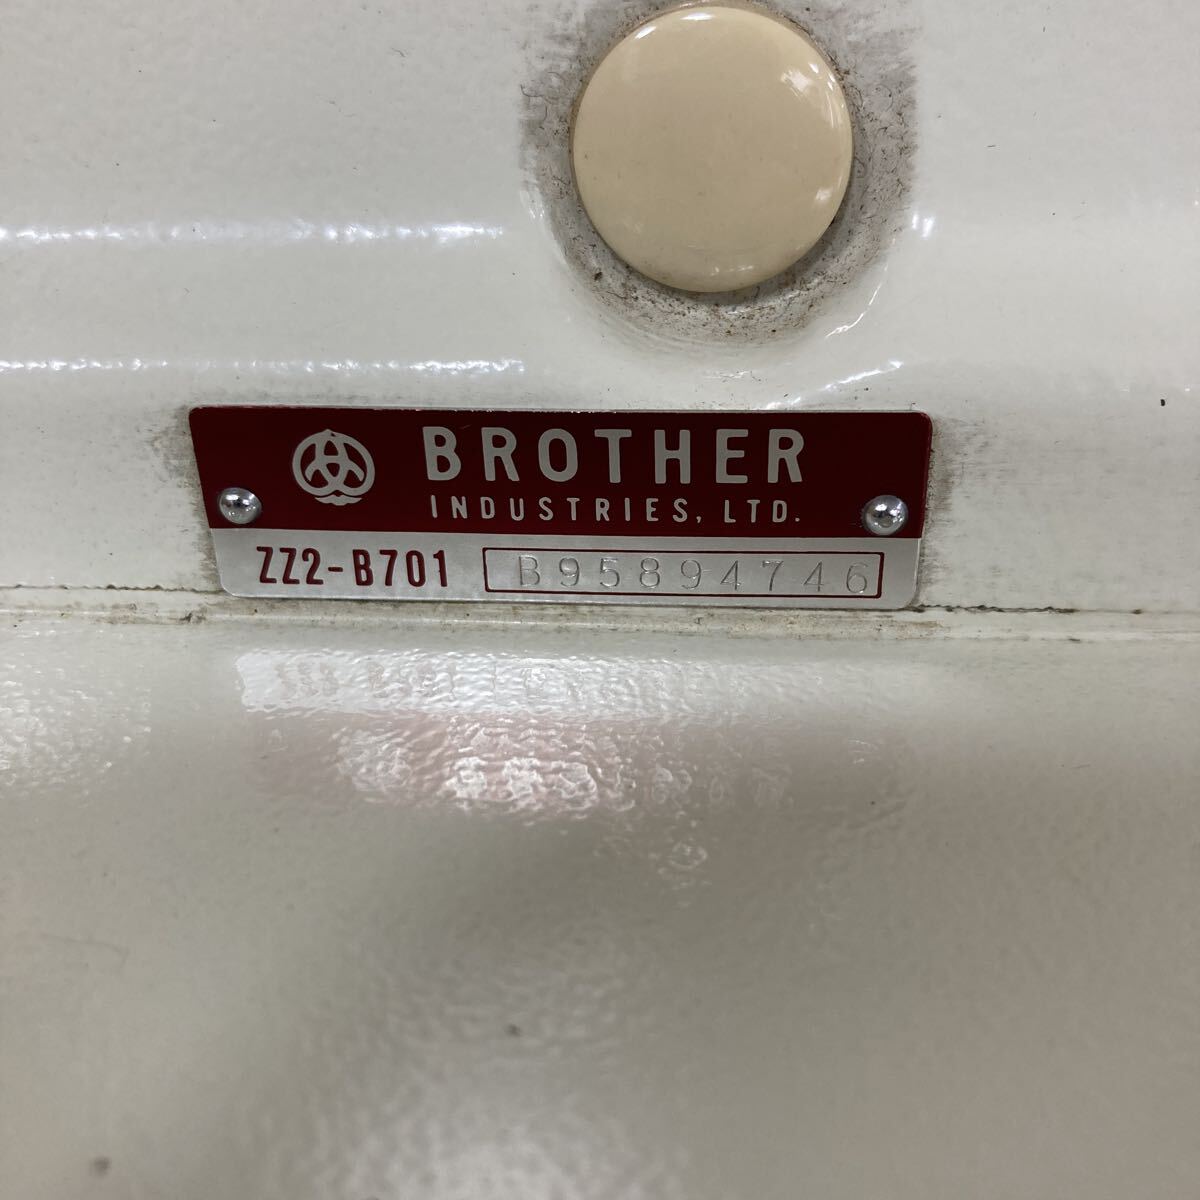 BROTHER
INDUSTRIES, LTD.
ZZ2-B701 B95894746